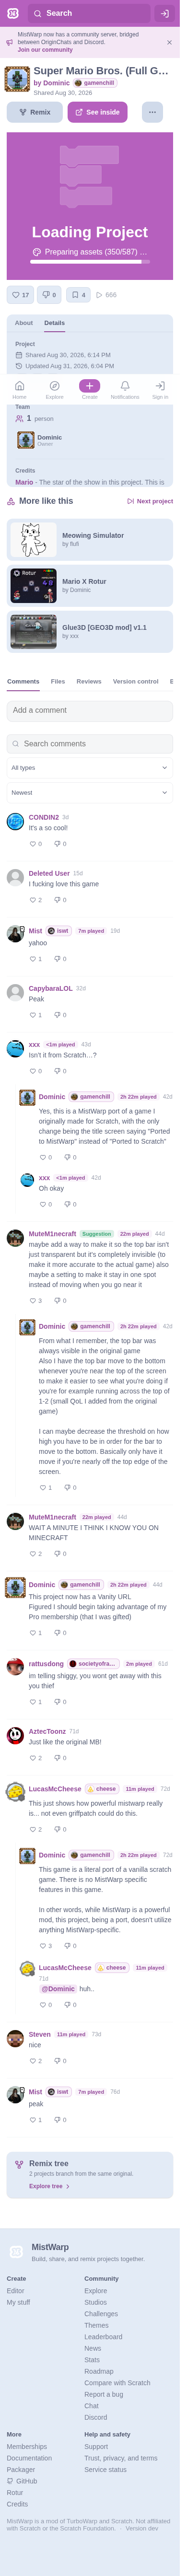 Search
MistWarp now has a community server, bridged between OriginChats and Discord.
Join our community
Super Mario Bros. (Full G…
by Dominic gamenchill
Shared Aug 30, 2026
Remix
See inside
Loading Project
Preparing assets (350/587) …
17
0
4
666
About
Details
Project
Shared Aug 30, 2026, 6:14 PM
Updated Aug 31, 2026, 6:04 PM
Home
Explore
Create
Notifications
Sign in
Team
1 person
Dominic
Owner
Credits
Mario - The star of the show in this project. This is
More like this
Next project
Meowing Simulator
by flufi
Mari X Rotur
by Dominic
Glue3D [GEO3D mod] v1.1
by xxx
Comments
Files
Reviews
Version control
E
Add a comment
Search comments
All types
Newest
CONDIN2 3d
It's a so cool!
0 0
Deleted User 15d
I fucking love this game
2 0
Mist iswt 7m played 19d
yahoo
1 0
CapybaraLOL 32d
Peak
1 0
xxx <1m played 43d
Isn't it from Scratch…?
0 0
Dominic gamenchill 2h 22m played 42d
Yes, this is a MistWarp port of a game I
originally made for Scratch, with the only
change being the title screen saying "Ported
to MistWarp" instead of "Ported to Scratch"
0 0
xxx <1m played 42d
Oh okay
0 0
MuteM1necraft Suggestion 22m played 44d
maybe add a way to make it so the top bar isn't
just transparent but it's completely invisible (to
make it more accurate to the actual game) also
maybe a setting to make it stay in one spot
instead of moving when you go near it
3 0
Dominic gamenchill 2h 22m played 42d
From what I remember, the top bar was
always visible in the original game
Also I have the top bar move to the bottom
whenever you're near the top of the screen
to make it easier to see what you're doing if
you're for example running across the top of
1-2 (small QoL I added from the original
game)
I can maybe decrease the threshold on how
high you have to be in order for the top bar
to move to the bottom. Basically only have it
move if you're nearly off the top edge of the
screen.
1 0
MuteM1necraft 22m played 44d
WAIT A MINUTE I THINK I KNOW YOU ON
MINECRAFT
2 0
Dominic gamenchill 2h 22m played 44d
This project now has a Vanity URL
Figured I should begin taking advantage of my
Pro membership (that I was gifted)
1 0
rattusdong societyofra… 2m played 61d
im telling shiggy, you wont get away with this
you thief
1 0
AztecToonz 71d
Just like the original MB!
2 0
LucasMcCheese cheese 11m played 72d
This just shows how powerful mistwarp really
is... not even griffpatch could do this.
2 0
Dominic gamenchill 2h 22m played 72d
This game is a literal port of a vanilla scratch
game. There is no MistWarp specific
features in this game.
In other words, while MistWarp is a powerful
mod, this project, being a port, doesn't utilize
anything MistWarp-specific.
3 0
LucasMcCheese cheese 11m played
71d
@Dominic huh..
0 0
Steven 11m played 73d
nice
2 0
Mist iswt 7m played 76d
peak
1 0
Remix tree
2 projects branch from the same original.
Explore tree
MistWarp
Build, share, and remix projects together.
Create
Editor
My stuff
Community
Explore
Studios
Challenges
Themes
Leaderboard
News
Stats
Roadmap
Compare with Scratch
Report a bug
Chat
Discord
More
Memberships
Documentation
Packager
GitHub
Rotur
Credits
Help and safety
Support
Trust, privacy, and terms
Service status
MistWarp is a mod of TurboWarp and Scratch. Not affiliated
with Scratch or the Scratch Foundation. · Version dev